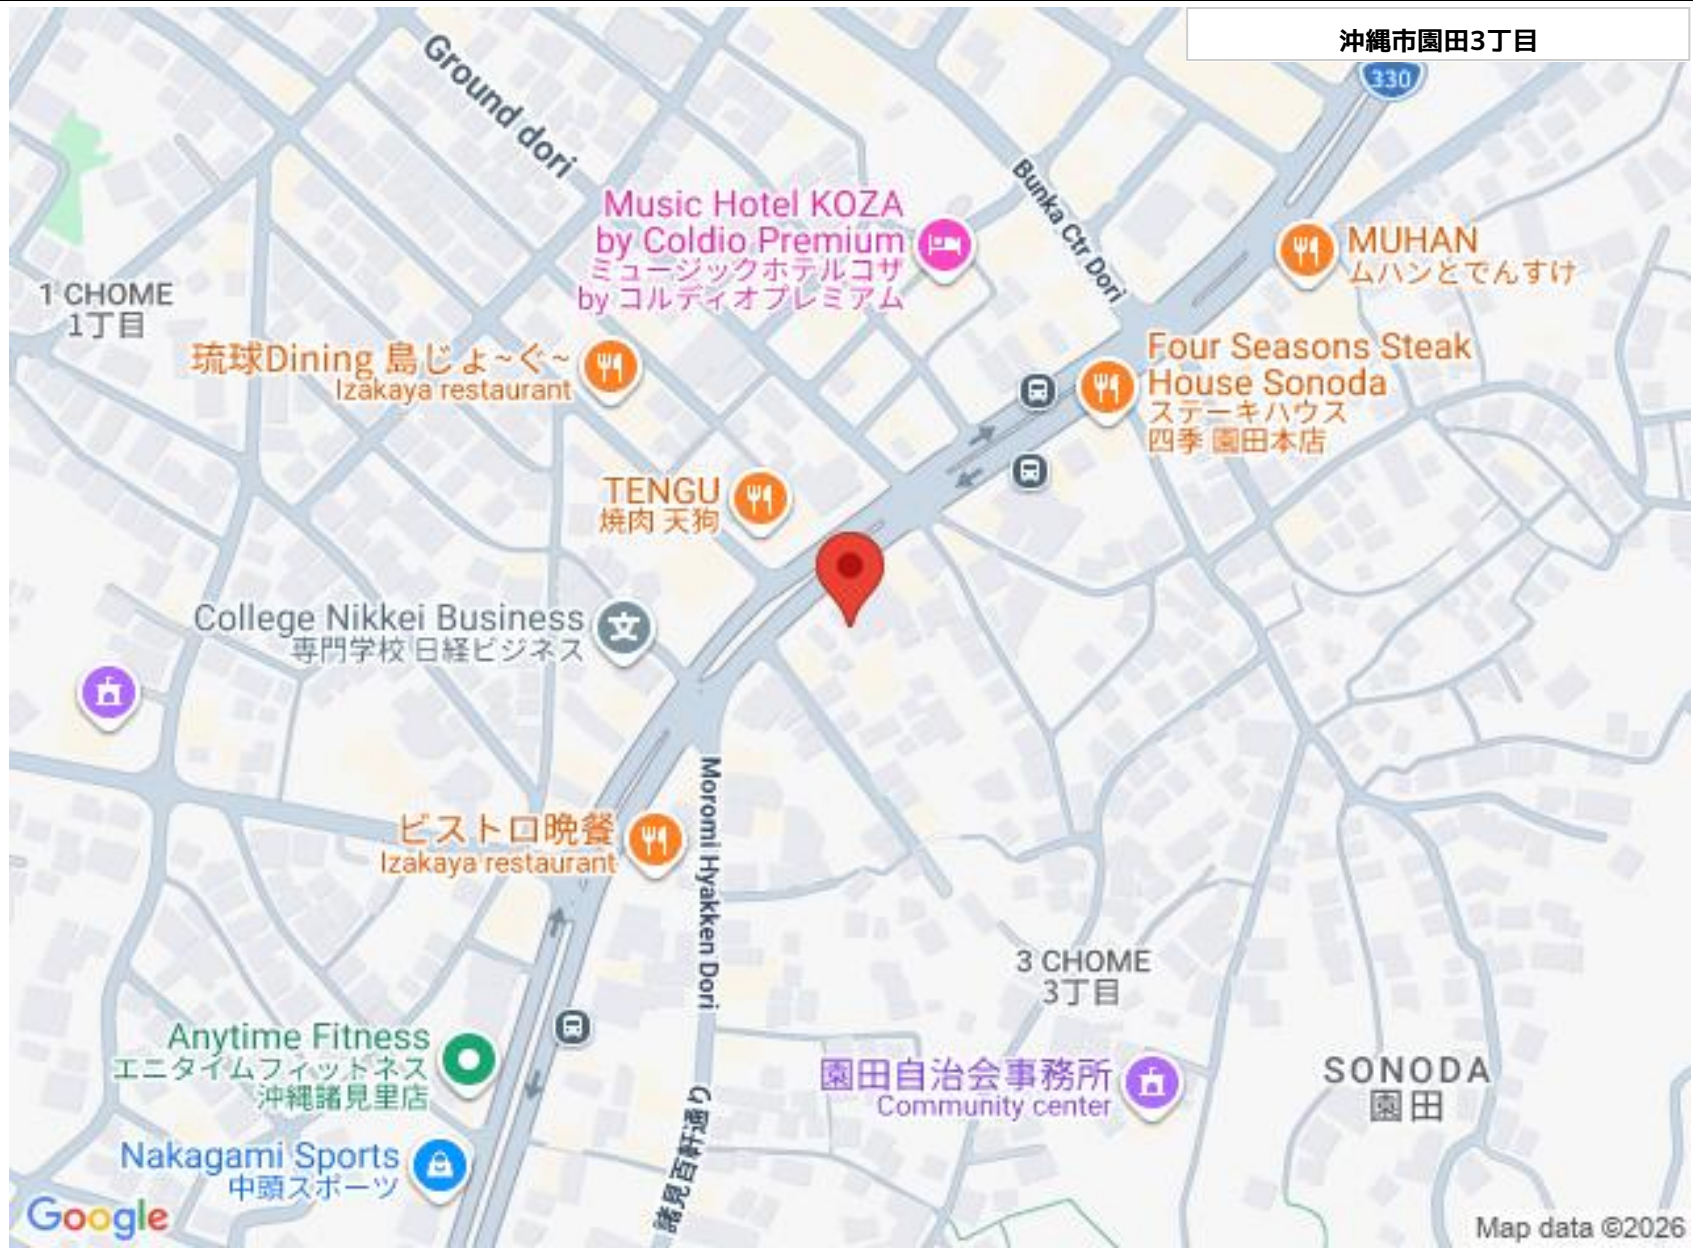 沖縄市園田3丁目
330
Ground dori
Bunka Ctr Dori
Music Hotel KOZA
by Coldio Premium
ミュージックホテルコザ
by コルディオプレミアム
MUHAN
ムハンとでんすけ
1 CHOME
1丁目
琉球Dining 島じょ~ぐ~
Izakaya restaurant
Four Seasons Steak
House Sonoda
ステーキハウス
四季 園田本店
TENGU
焼肉 天狗
College Nikkei Business
専門学校 日経ビジネス
文
ビストロ晩餐
Izakaya restaurant
Moromi Hyakken Dori
3 CHOME
3丁目
Anytime Fitness
エニタイムフィットネス
沖縄諸見里店
園田自治会事務所
Community center
SONODA
園田
諸見百軒通り
Nakagami Sports
中頭スポーツ
Google
Map data ©2026